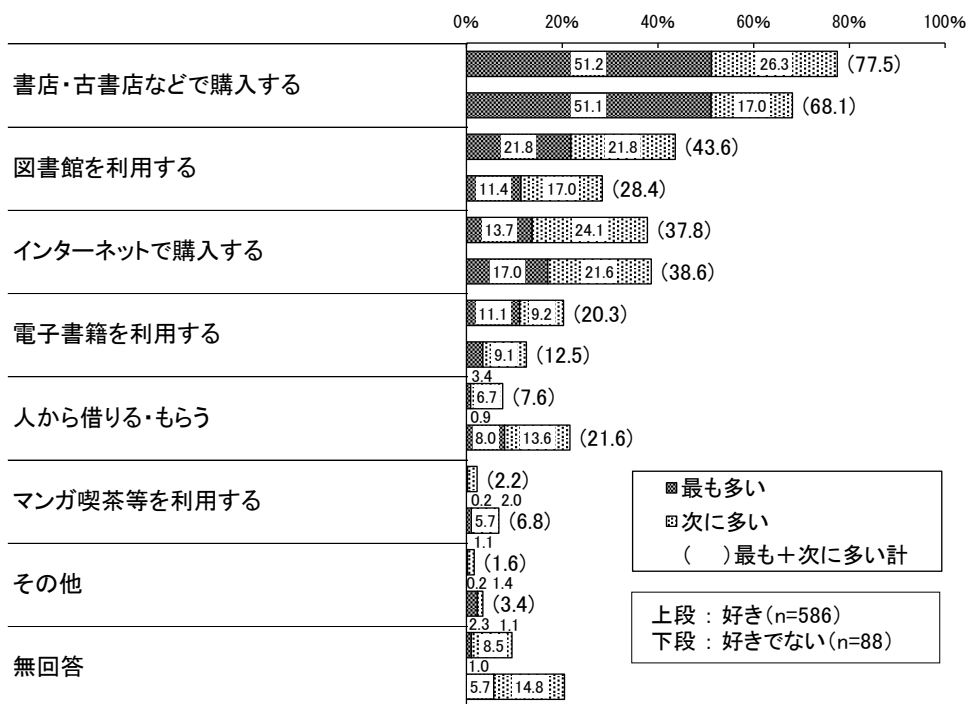 0% 20% 40% 60% 80% 100%
書店・古書店などで購入する
51.2 26.3 (77.5)
51.1 17.0 (68.1)
図書館を利用する
21.8 21.8 (43.6)
11.4 17.0 (28.4)
インターネットで購入する
13.7 24.1 (37.8)
17.0 21.6 (38.6)
電子書籍を利用する
11.1 9.2 (20.3)
9.1 (12.5)
3.4
人から借りる・もらう
6.7 (7.6)
0.9
8.0 13.6 (21.6)
マンガ喫茶等を利用する
(2.2)
0.2 2.0
5.7 (6.8)
1.1
その他
(1.6)
0.2 1.4
(3.4)
2.3 1.1
無回答
8.5
1.0
5.7 14.8
最も多い
次に多い
( )最も+次に多い計
上段 : 好き(n=586)
下段 : 好きでない(n=88)